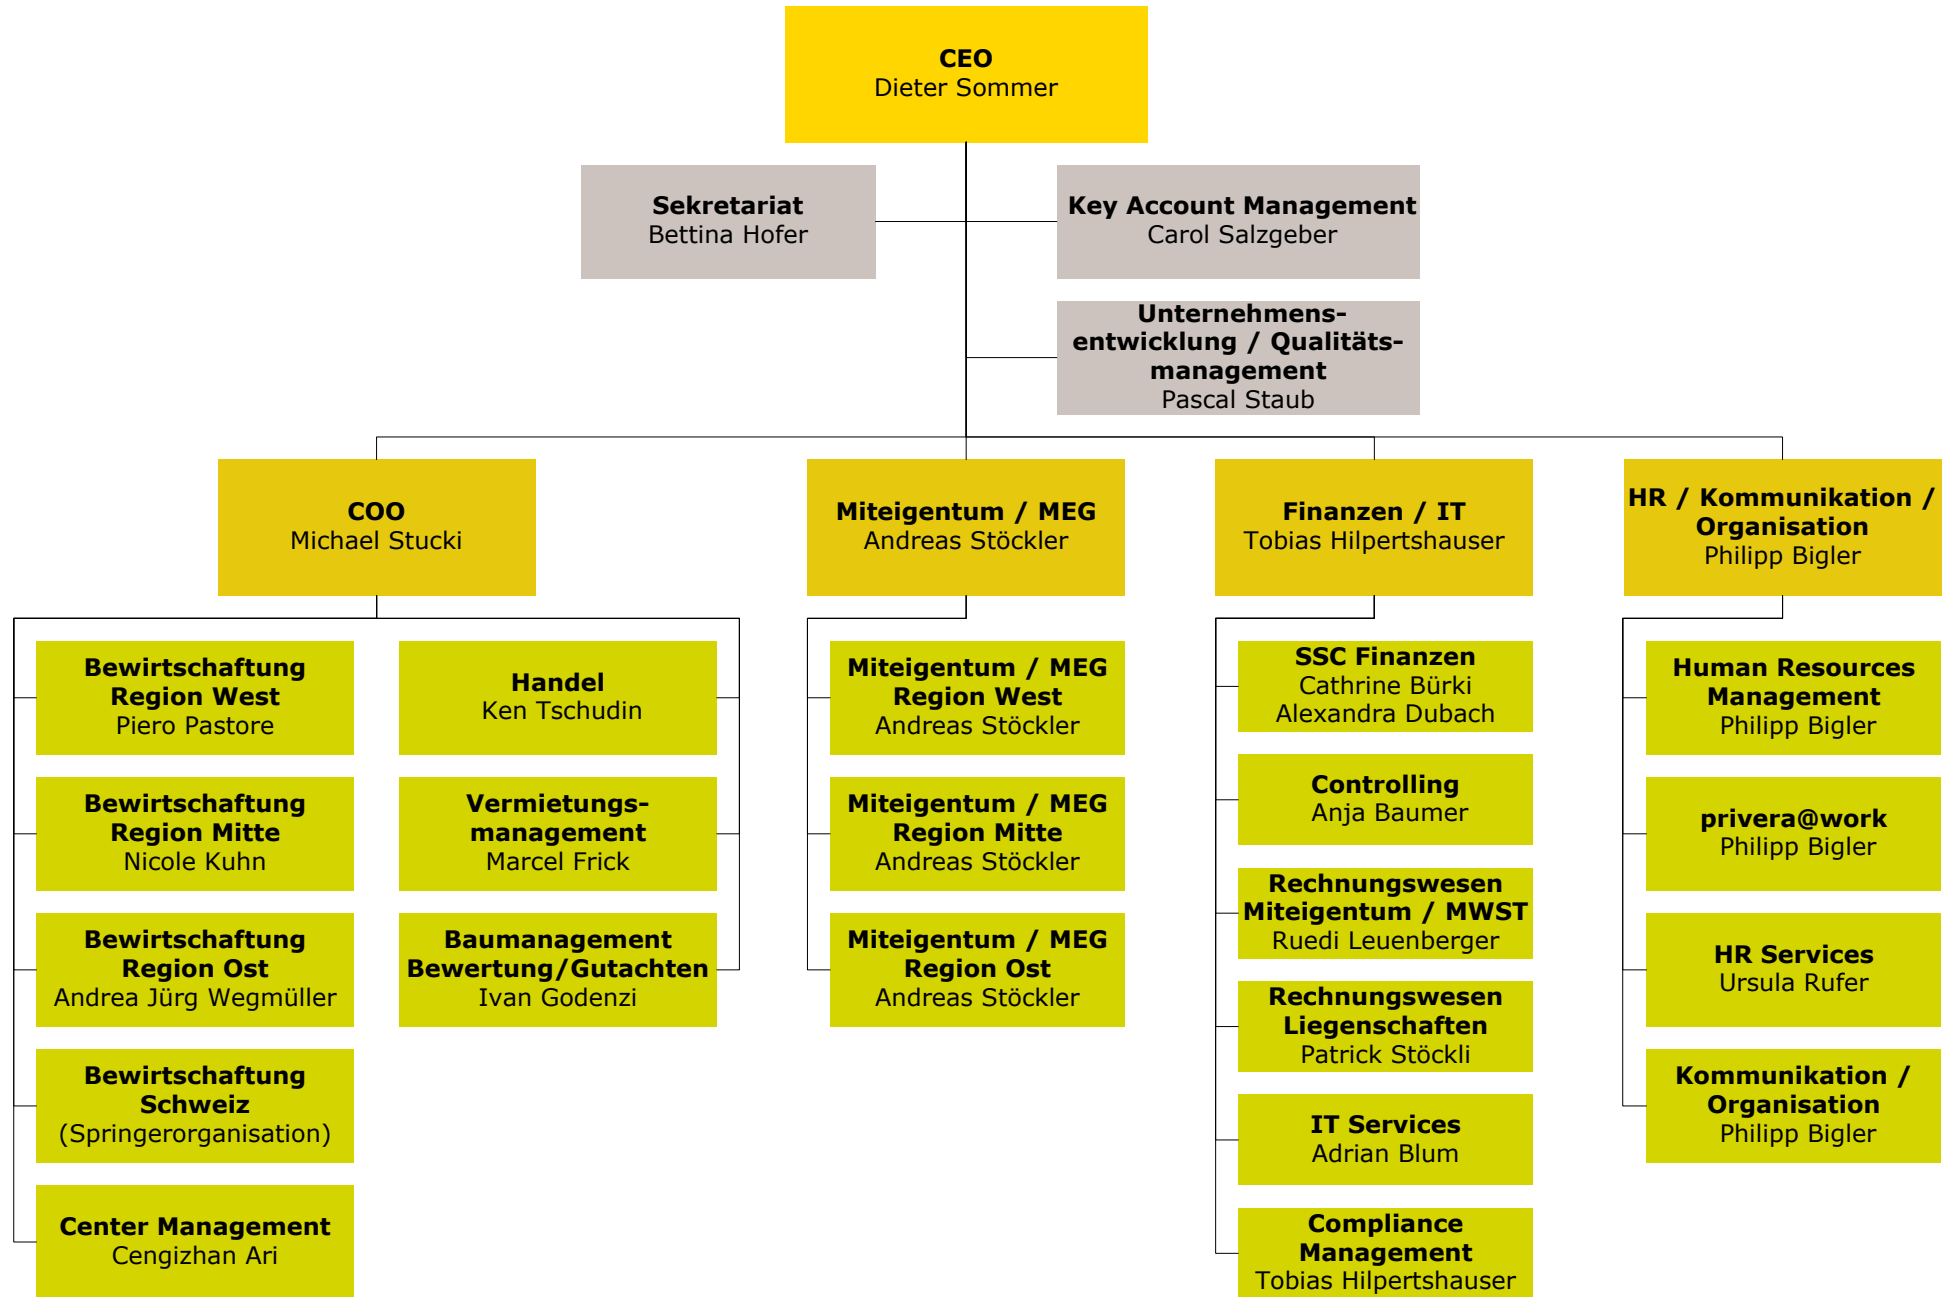 CEO
Dieter Sommer
Sekretariat
Bettina Hofer
Key Account Management
Carol Salzgeber
Unternehmens-
entwicklung / Qualitäts-
management
Pascal Staub
COO
Michael Stucki
Miteigentum / MEG
Andreas Stöckler
Finanzen / IT
Tobias Hilpertshauser
HR / Kommunikation /
Organisation
Philipp Bigler
Bewirtschaftung
Region West
Piero Pastore
Bewirtschaftung
Region Mitte
Nicole Kuhn
Bewirtschaftung
Region Ost
Andrea Jürg Wegmüller
Bewirtschaftung
Schweiz
(Springerorganisation)
Center Management
Cengizhan Ari
Handel
Ken Tschudin
Vermietungs-
management
Marcel Frick
Baumanagement
Bewertung/Gutachten
Ivan Godenzi
Miteigentum / MEG
Region West
Andreas Stöckler
Miteigentum / MEG
Region Mitte
Andreas Stöckler
Miteigentum / MEG
Region Ost
Andreas Stöckler
SSC Finanzen
Cathrine Bürki
Alexandra Dubach
Controlling
Anja Baumer
Rechnungswesen
Miteigentum / MWST
Ruedi Leuenberger
Rechnungswesen
Liegenschaften
Patrick Stöckli
IT Services
Adrian Blum
Compliance
Management
Tobias Hilpertshauser
Human Resources
Management
Philipp Bigler
privera@work
Philipp Bigler
HR Services
Ursula Rufer
Kommunikation /
Organisation
Philipp Bigler